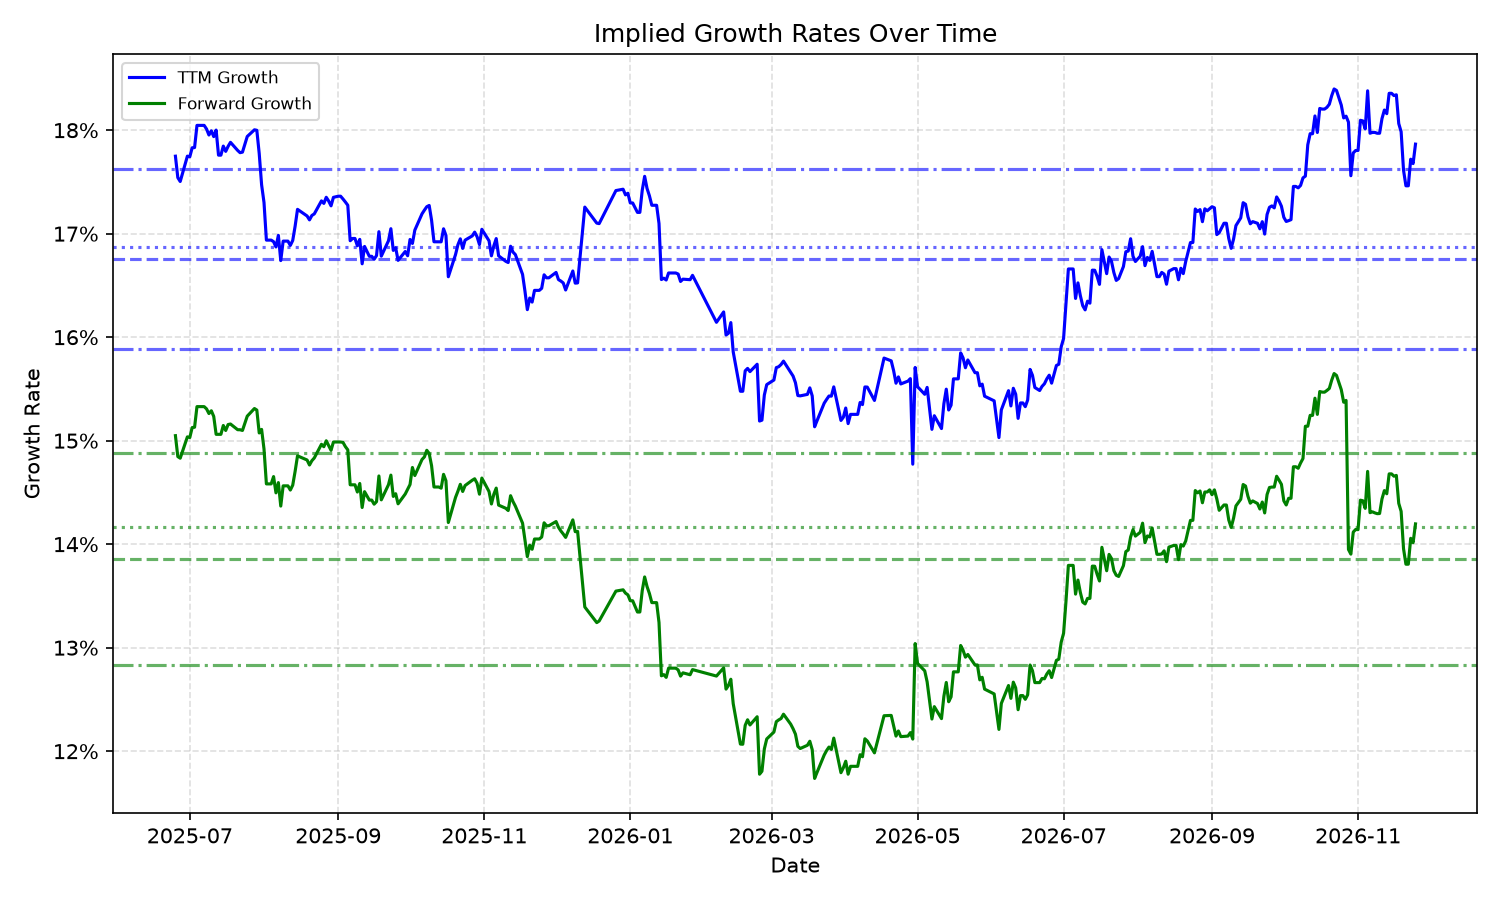 Implied Growth Rates Over Time
TTM Growth
Forward Growth
18%
17%
16%
15%
14%
13%
12%
Growth Rate
2025-07 2025-09 2025-11 2026-01 2026-03 2026-05 2026-07 2026-09 2026-11
Date